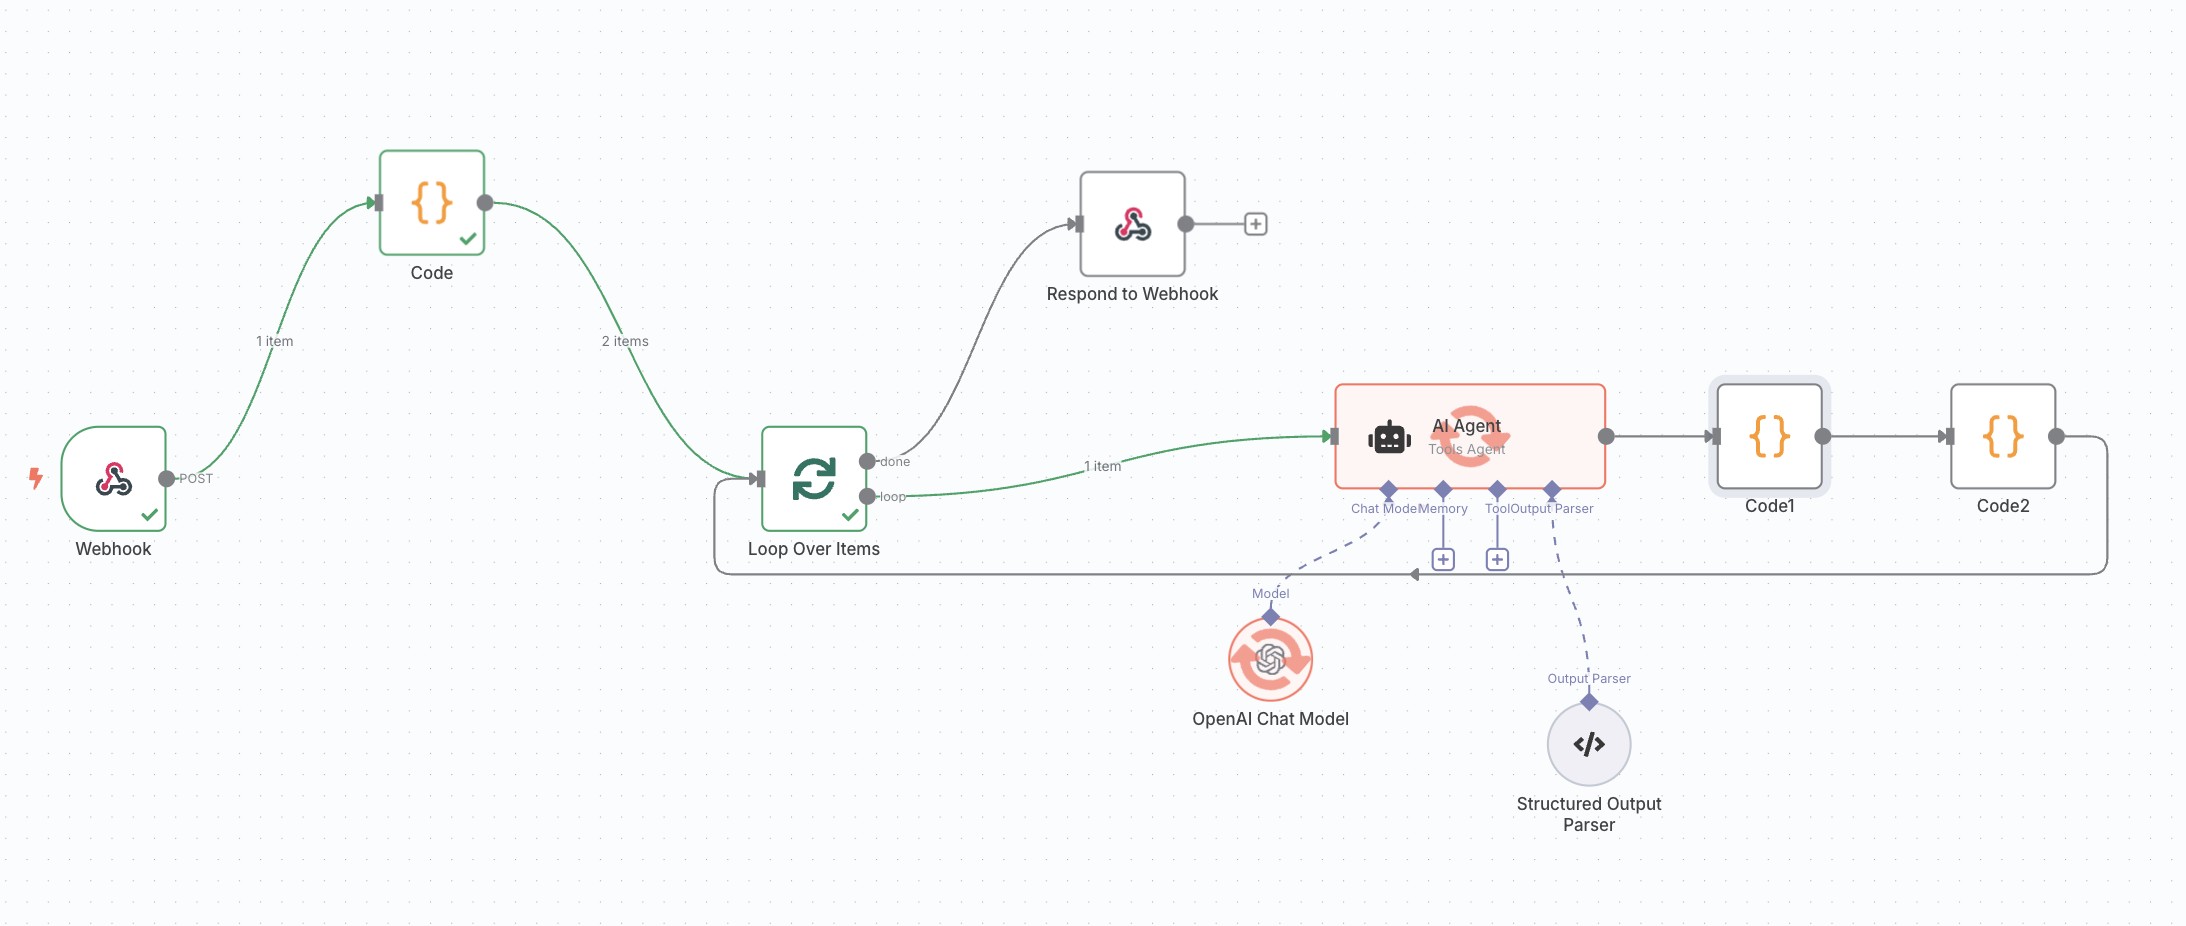 Code
1 item
2 items
POST
Webhook
done
loop
Loop Over Items
Respond to Webhook
1 item
AI Agent
Tools Agent
Chat Mode
Memory
Tool
Output Parser
Code1
Code2
Model
OpenAI Chat Model
Output Parser
Structured Output
Parser